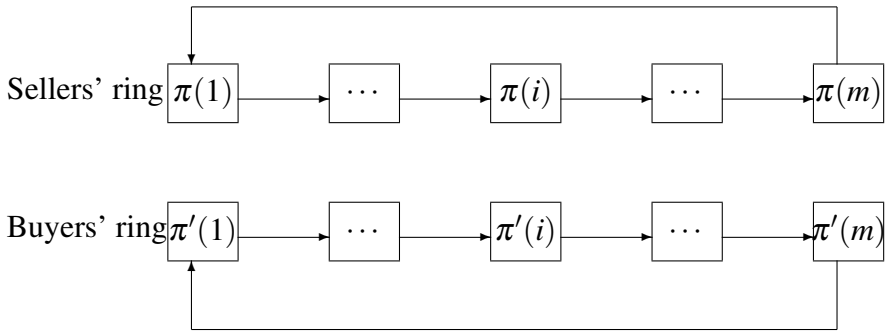 Sellers’ ring π(1) ··· π(i) ··· π(m)
Buyers’ ring π′(1) ··· π′(i) ··· π′(m)